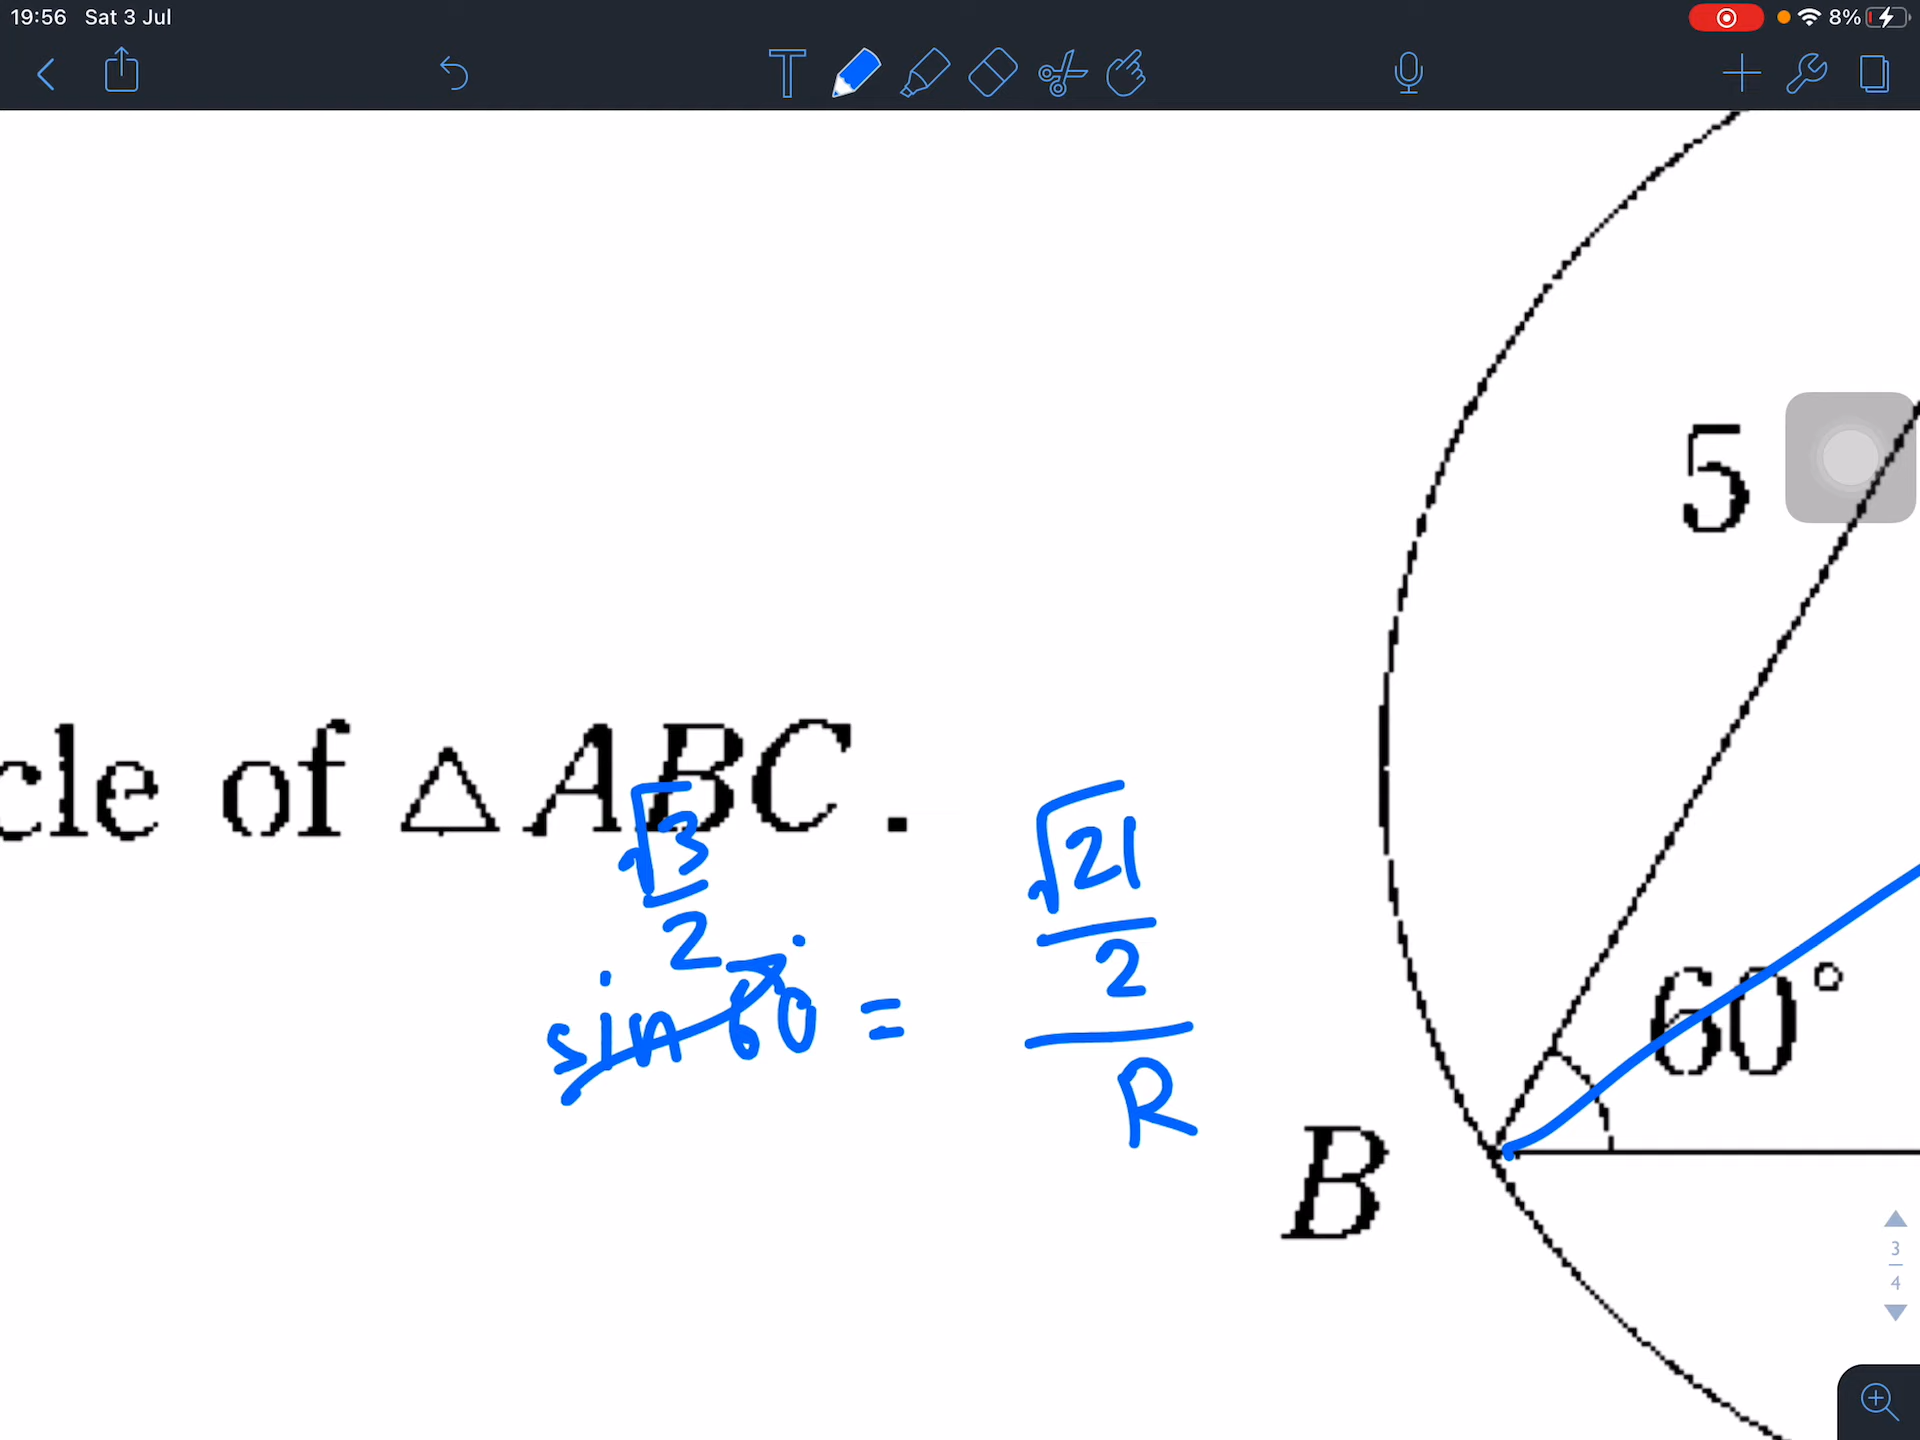 19:56 Sat 3 Jul
8%
T
5
cle of △ABC .
√3/2
sin 60° = (√21/2)/R
60°
B
3
4